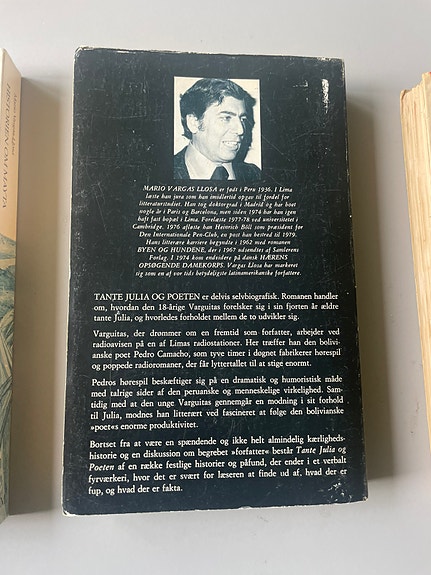 MARIO VARGAS LLOSA er født i Peru 1936. I Lima
læste han jura som han imidlertid opgav til fordel for
litteraturstudiet. Han tog doktorgrad i Madrid og har boet
nogle år i Paris og Barcelona, men siden 1974 har han igen
haft fast bopæl i Lima. Forelæste 1977-78 ved universitetet i
Cambridge. 1976 afløste han Heinrich Böll som præsident for
Den Internationale Pen-Club, en post han bestred til 1979.
Hans litterære karriere begyndte i 1962 med romanen
BYEN OG HUNDENE, der i 1967 udsendtes af Samlerens
Forlag. I 1974 kom endvidere på dansk HÆRENS
OPSØGENDE DAMEKORPS. Vargas Llosa har markeret
sig som en af vor tids betydeligste latinamerikanske forfattere.
TANTE JULIA OG POETEN er delvis selvbiografisk. Romanen handler
om, hvordan den 18-årige Varguitas forelsker sig i sin fjorten år ældre
tante Julia, og hvorledes forholdet mellem de to udvikler sig.
Varguitas, der drømmer om en fremtid som forfatter, arbejder ved
radioavisen på en af Limas radiostationer. Her træffer han den bolivi-
anske poet Pedro Camacho, som tyve timer i døgnet fabrikerer hørespil
og poppede radioromaner, der får lyttertallet til at stige enormt.
Pedros hørespil beskæftiger sig på en dramatisk og humoristisk måde
med talrige sider af den peruanske og menneskelige virkelighed. Sam-
tidig med at den unge Varguitas gennemgår en modning i sit forhold
til Julia, modnes han litterært ved fascineret at følge den bolivianske
»poet«s enorme produktivitet.
Bortset fra at være en spændende og ikke helt almindelig kærligheds-
historie og en diskussion om begrebet »forfatter« består Tante Julia og
Poeten af en række festlige historier og påfund, der ender i et verbalt
fyrværkeri, hvor det er svært for læseren at finde ud af, hvad der er
fup, og hvad der er fakta.
HISTORIEN OM MAYTA